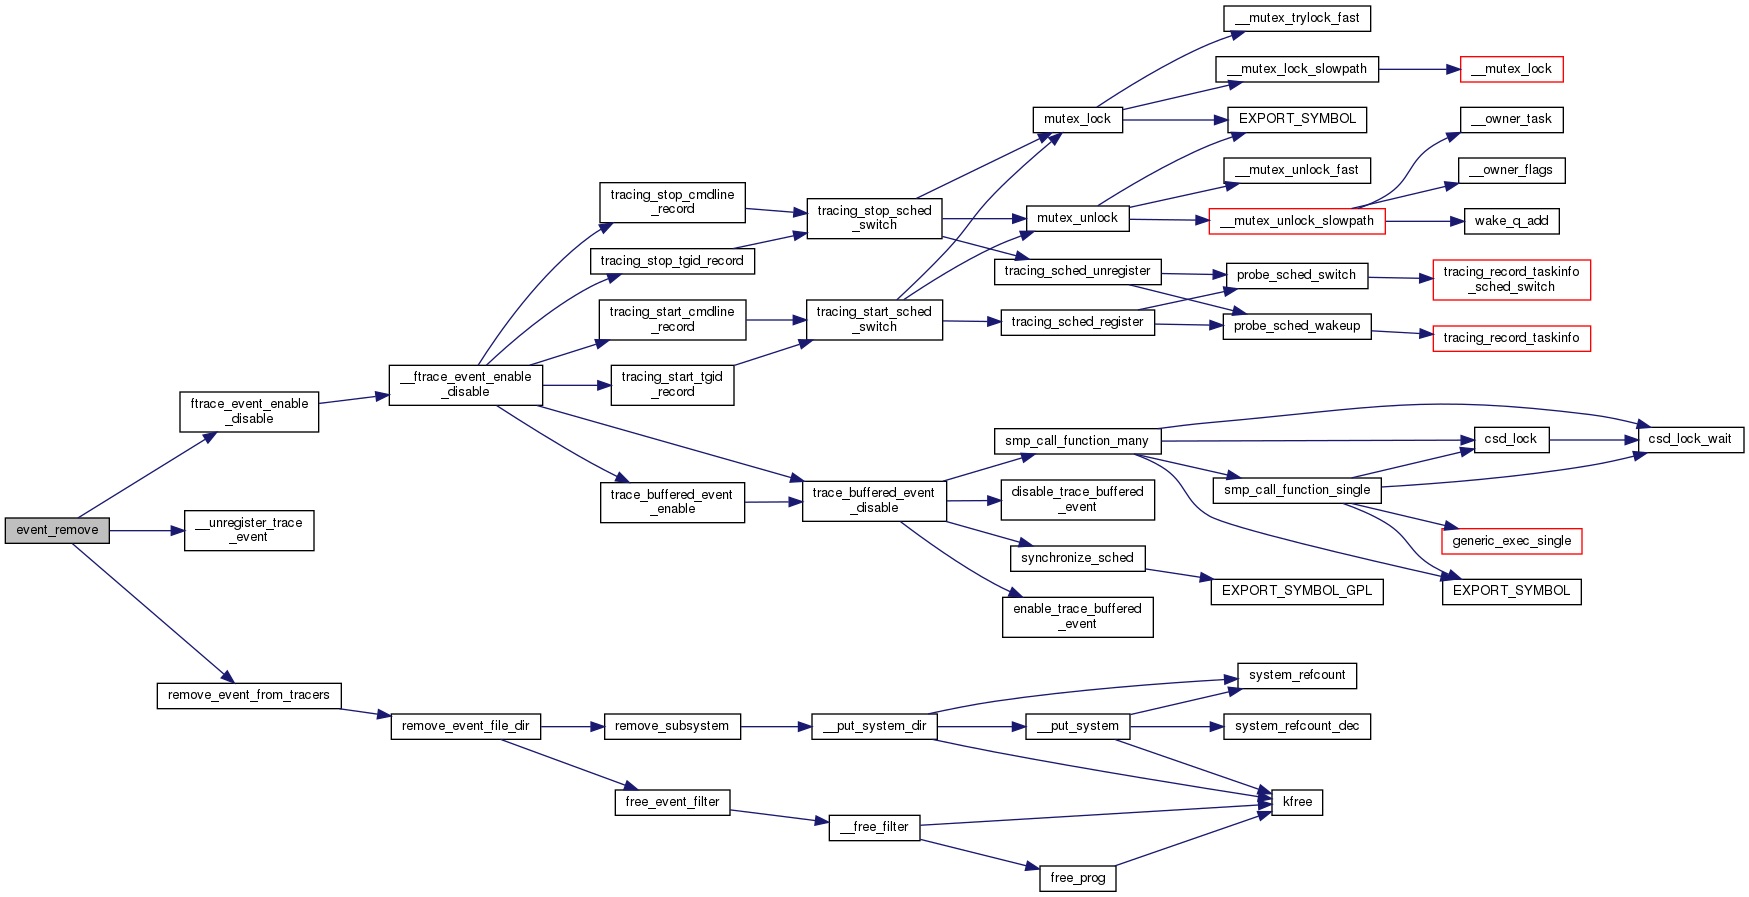 event_remove
ftrace_event_enable
_disable
__unregister_trace
_event
remove_event_from_tracers
__ftrace_event_enable
_disable
remove_event_file_dir
tracing_stop_cmdline
_record
tracing_stop_tgid_record
tracing_start_cmdline
_record
tracing_start_tgid
_record
trace_buffered_event
_enable
remove_subsystem
free_event_filter
tracing_stop_sched
_switch
tracing_start_sched
_switch
trace_buffered_event
_disable
__put_system_dir
__free_filter
mutex_lock
mutex_unlock
tracing_sched_unregister
tracing_sched_register
smp_call_function_many
disable_trace_buffered
_event
synchronize_sched
enable_trace_buffered
_event
__put_system
free_prog
__mutex_trylock_fast
__mutex_lock_slowpath
EXPORT_SYMBOL
__mutex_unlock_fast
__mutex_unlock_slowpath
probe_sched_switch
probe_sched_wakeup
smp_call_function_single
EXPORT_SYMBOL_GPL
system_refcount
system_refcount_dec
kfree
__mutex_lock
__owner_task
__owner_flags
wake_q_add
tracing_record_taskinfo
_sched_switch
tracing_record_taskinfo
csd_lock
generic_exec_single
EXPORT_SYMBOL
csd_lock_wait